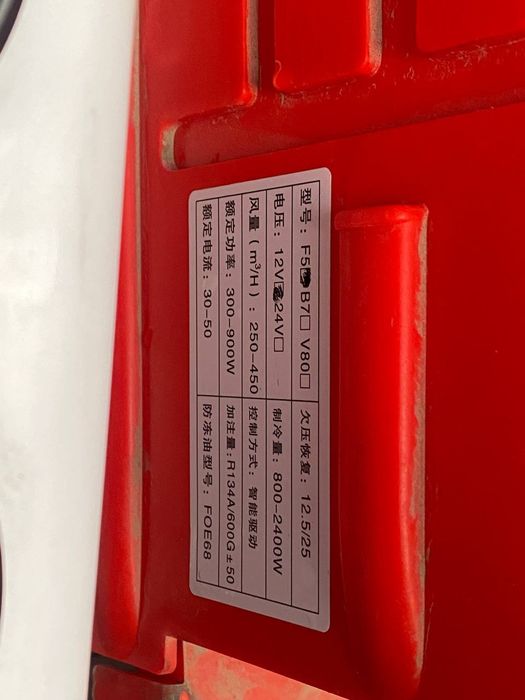 型号：F5☑ B7□ V80□ 欠压恢复：12.5/25
电压：12V☑24V□ 制冷量：800-2400W
风量（m³/H）：250-450 控制方式：智能驱动
额定功率：300-900W 加注量：R134A/600G±50
额定电流：30-50 防冻油型号：FOE68